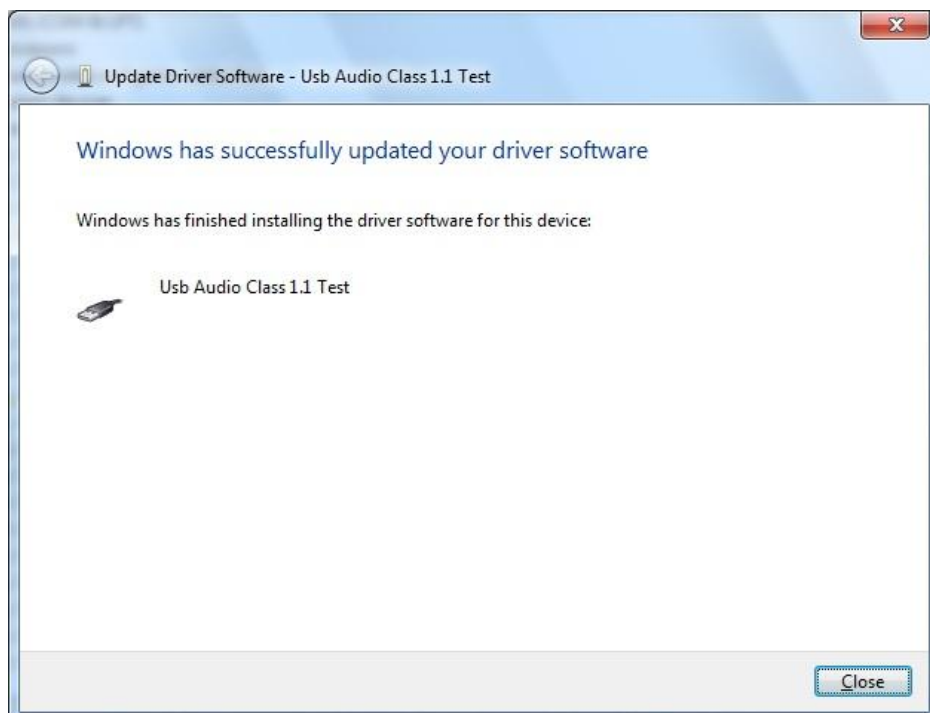 Update Driver Software - Usb Audio Class 1.1 Test
Windows has successfully updated your driver software
Windows has finished installing the driver software for this device:
Usb Audio Class 1.1 Test
Close